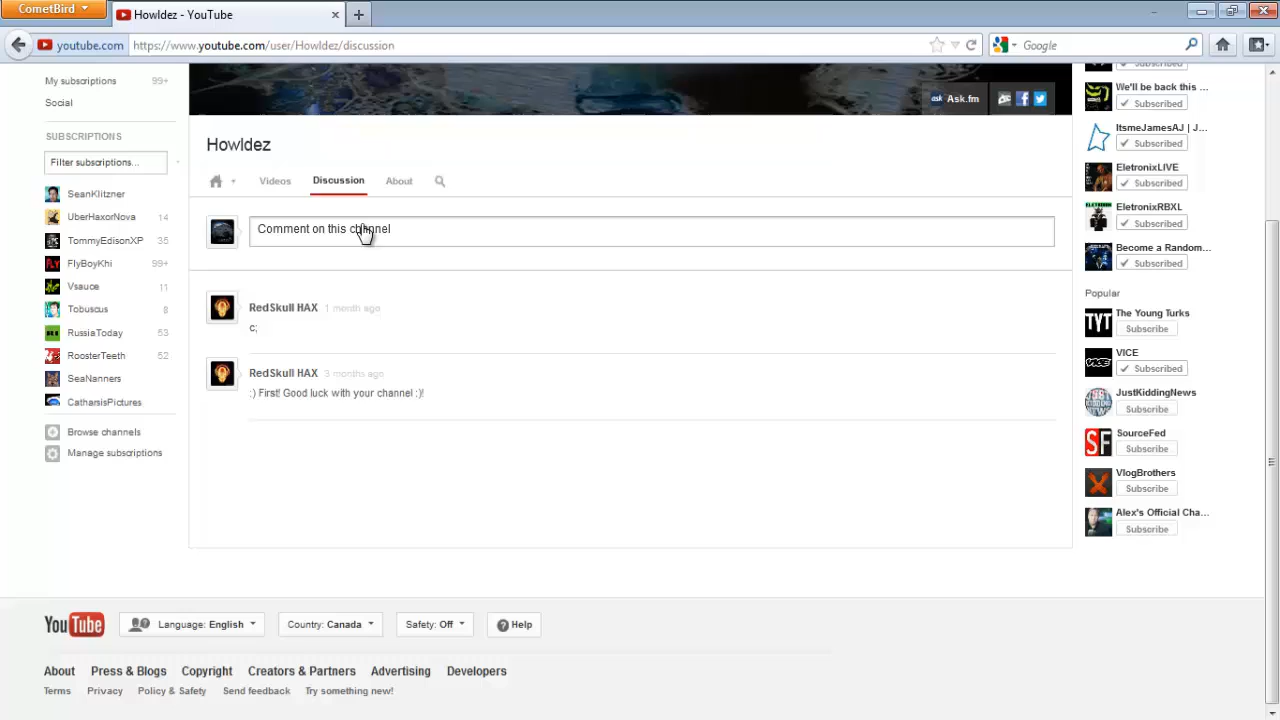 CometBird
Howldez - YouTube
youtube.com
https://www.youtube.com/user/Howldez/discussion
Google
My subscriptions 99+
Social
SUBSCRIPTIONS
Filter subscriptions...
SeanKlitzner
UberHaxorNova 14
TommyEdisonXP 35
FlyBoyKhi 99+
Vsauce 11
Tobuscus 8
RussiaToday 53
RoosterTeeth 52
SeaNanners
CatharsisPictures
Browse channels
Manage subscriptions
ask Ask.fm
Howldez
Videos Discussion About
Comment on this channel
RedSkull HAX 1 month ago
c;
RedSkull HAX 3 months ago
:) First! Good luck with your channel :)!
Subscribed
We'll be back this ...
Subscribed
ItsmeJamesAJ | J...
Subscribed
EletronixLIVE
Subscribed
EletronixRBXL
Subscribed
Become a Random...
Subscribed
Popular
TYT
The Young Turks
Subscribe
VICE
VICE
Subscribed
JustKiddingNews
Subscribe
SF
SourceFed
Subscribe
VlogBrothers
Subscribe
Alex's Official Cha...
Subscribe
YouTube
Language: English
Country: Canada
Safety: Off
Help
About Press & Blogs Copyright Creators & Partners Advertising Developers
Terms Privacy Policy & Safety Send feedback Try something new!